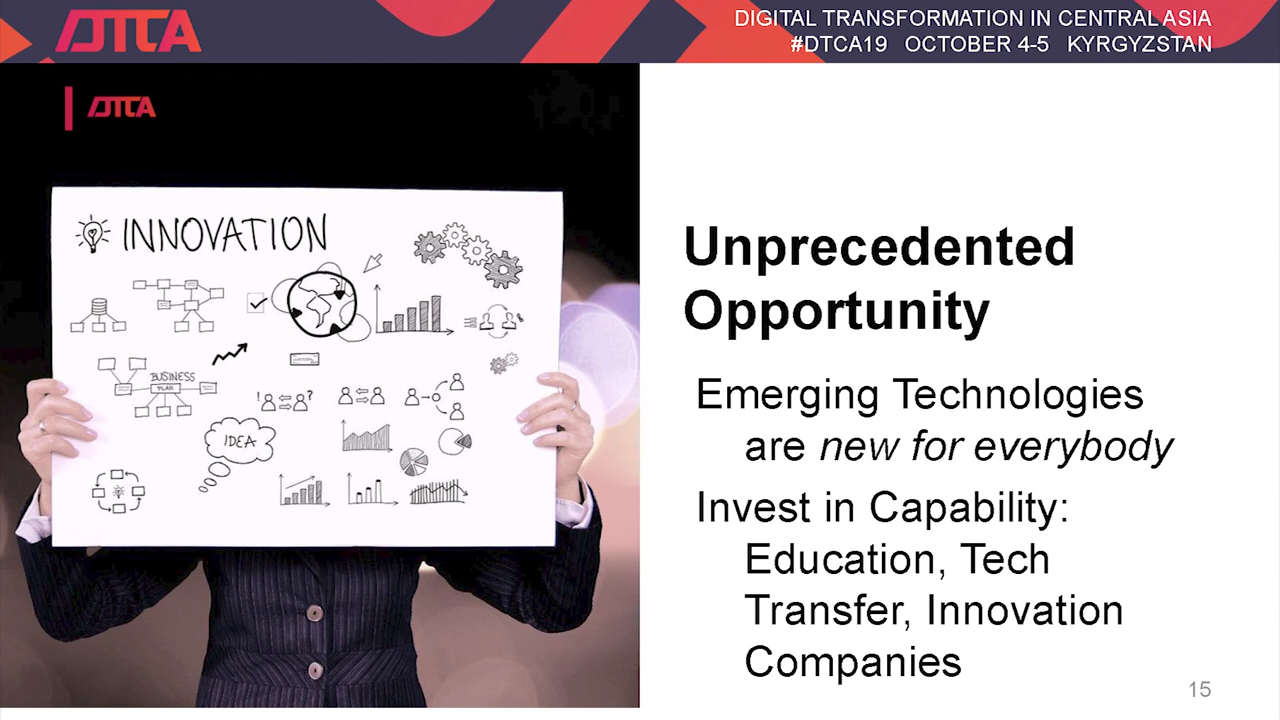 DTCA
DIGITAL TRANSFORMATION IN CENTRAL ASIA
#DTCA19 OCTOBER 4-5 KYRGYZSTAN
DTCA
INNOVATION
BUSINESS
PLAN
! ?
IDEA
Unprecedented
Opportunity
Emerging Technologies
are new for everybody
Invest in Capability:
Education, Tech
Transfer, Innovation
Companies
15